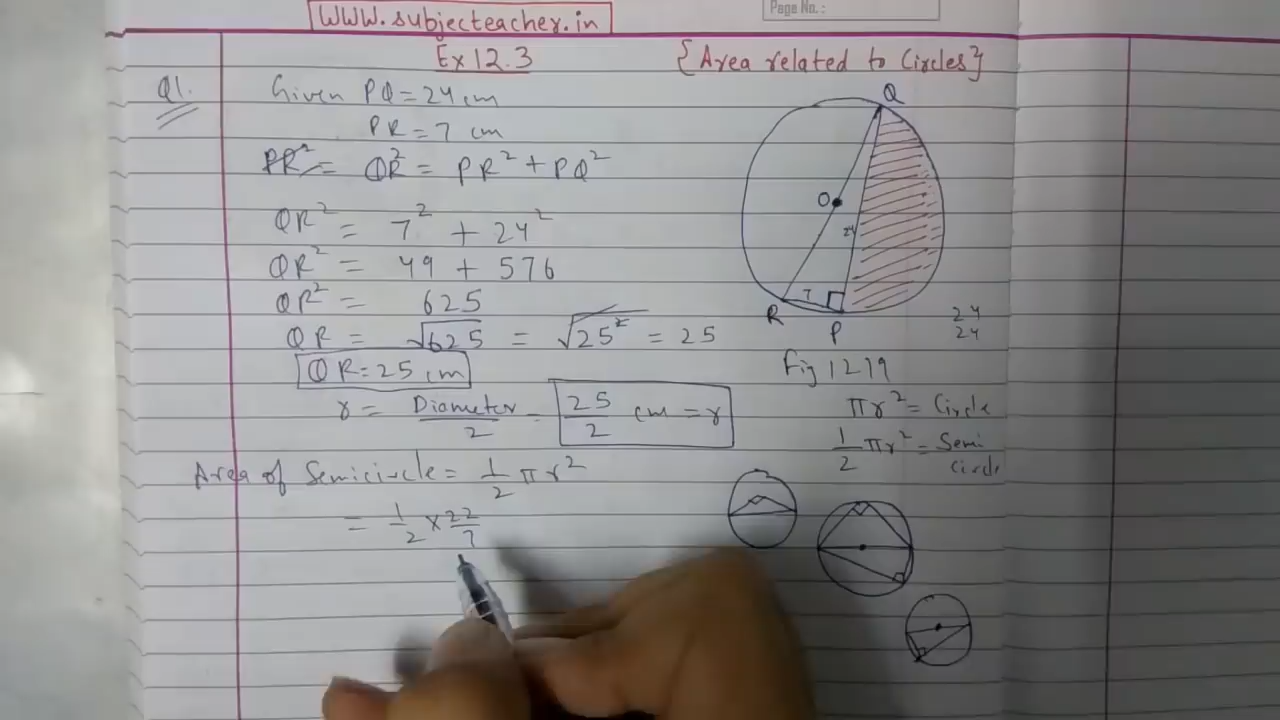 WWW.subjecteacher.in
Page No.:
Ex 12.3
{Area related to Circles}
Q1.
Given PQ = 24 cm
PR = 7 cm
PR² = QR² = PR² + PQ²
QR² = 7² + 24²
QR² = 49 + 576
QR² = 625
QR = √625 = √25² = 25
QR = 25 cm
r = Diameter/2 = 25/2 cm = r
Area of Semicircle = 1/2 πr²
= 1/2 × 22/7
Q
O
24
7
R
P
24
24
Fig 12.19
πr² = Circle
1/2 πr² = Semi
circle